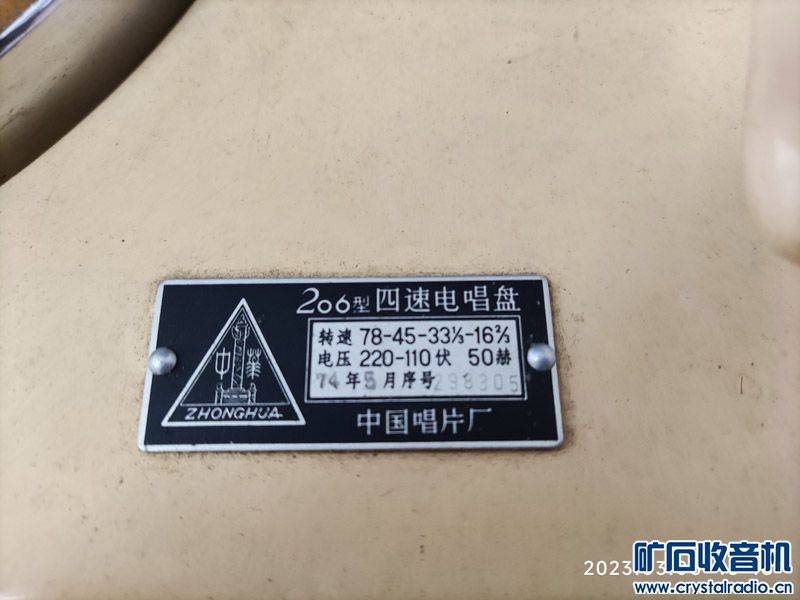 206型四速电唱盘
转速 78-45-33⅓-16⅔
电压 220-110伏 50赫
74年5月序号298305
中国唱片厂
中华
ZHONGHUA
2023
矿石收音机
www.crystalradio.cn